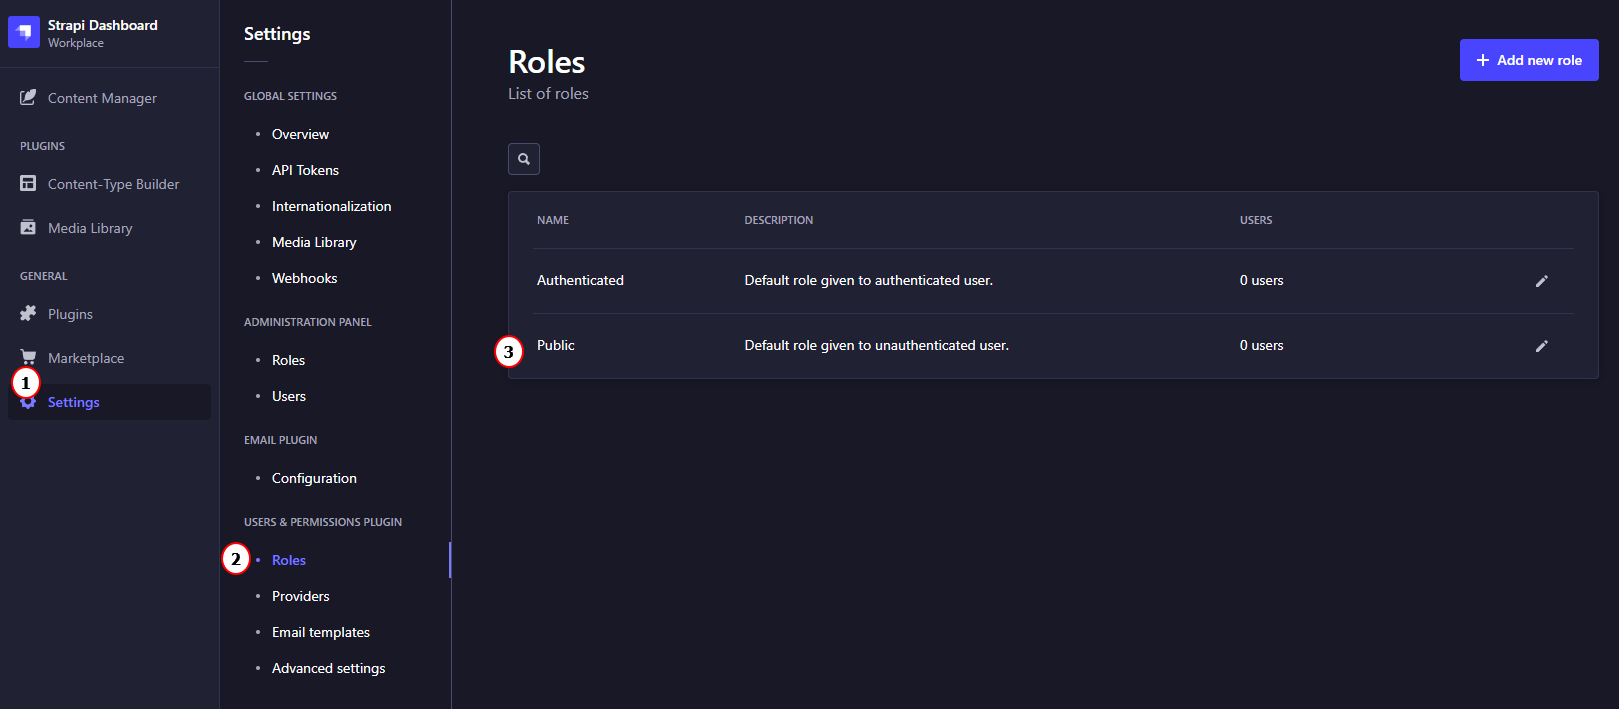 Strapi Dashboard
Workplace
Content Manager
PLUGINS
Content-Type Builder
Media Library
GENERAL
Plugins
Marketplace
1
Settings
Settings
GLOBAL SETTINGS
Overview
API Tokens
Internationalization
Media Library
Webhooks
ADMINISTRATION PANEL
Roles
Users
EMAIL PLUGIN
Configuration
USERS & PERMISSIONS PLUGIN
2
Roles
Providers
Email templates
Advanced settings
Roles
List of roles
+ Add new role
NAME DESCRIPTION USERS
Authenticated Default role given to authenticated user. 0 users
3 Public Default role given to unauthenticated user. 0 users